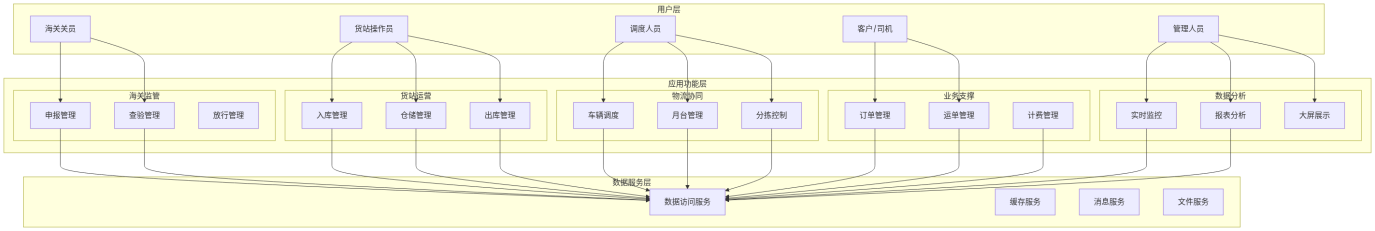 用户层
海关关员
货站操作员
调度人员
客户/司机
管理人员
应用功能层
海关监管
货站运营
物流协同
业务支撑
数据分析
申报管理
查验管理
放行管理
入库管理
仓储管理
出库管理
车辆调度
月台管理
分拣控制
订单管理
运单管理
计费管理
实时监控
报表分析
大屏展示
数据服务层
数据访问服务
缓存服务
消息服务
文件服务